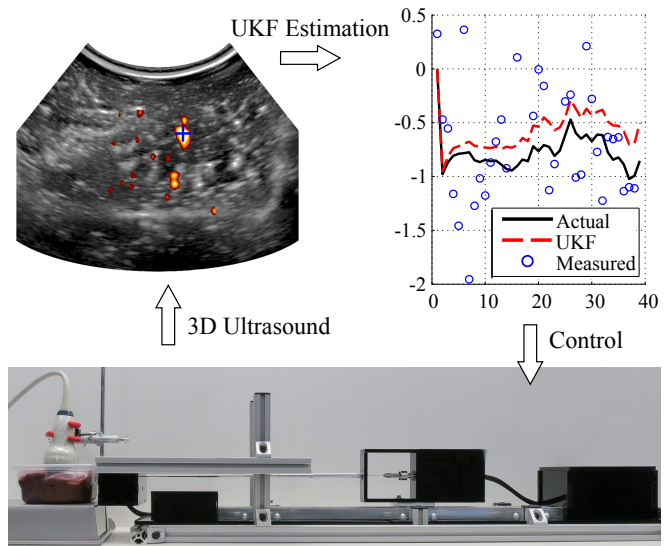 UKF Estimation
0.5
0
-0.5
-1
-1.5
-2
0 10 20 30 40
Actual
UKF
Measured
3D Ultrasound
Control